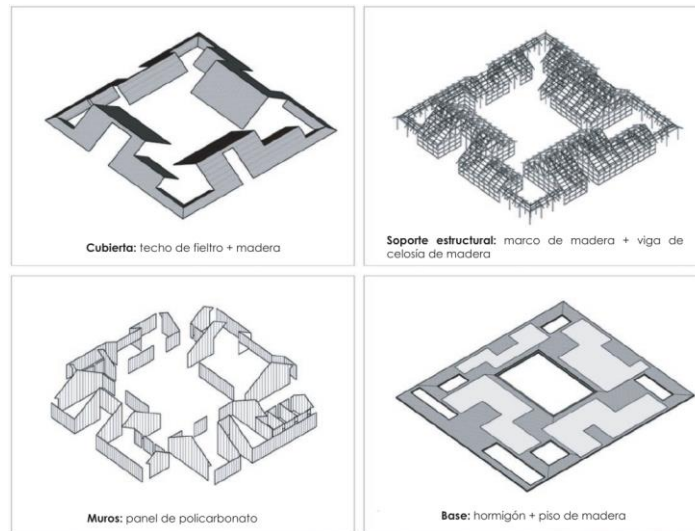 Cubierta: techo de fieltro + madera
Soporte estructural: marco de madera + viga de
celosía de madera
Muros: panel de policarbonato
Base: hormigón + piso de madera